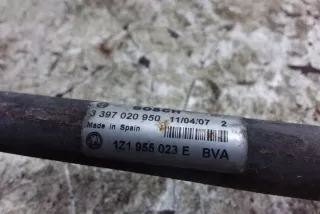 BOSCH
3 397 020 950 11/04/07 2
Made in Spain
1Z1 955 023 E BVA